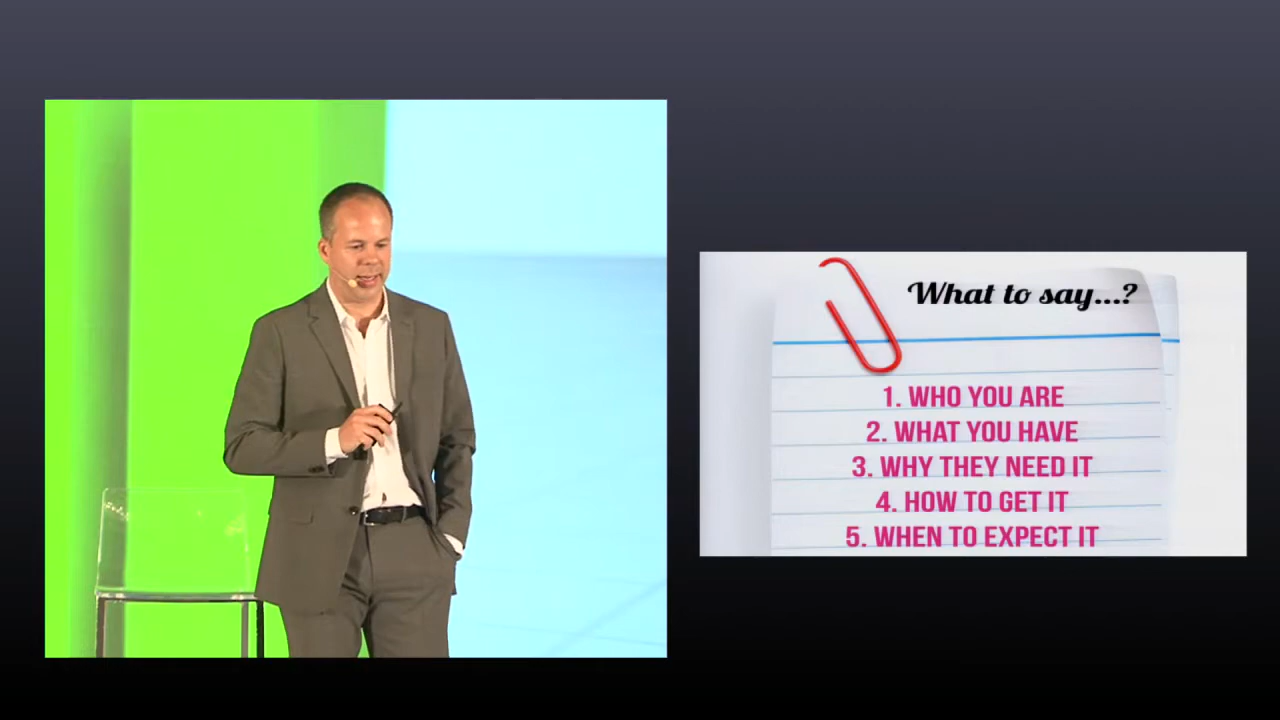 What to say...?
1. WHO YOU ARE
2. WHAT YOU HAVE
3. WHY THEY NEED IT
4. HOW TO GET IT
5. WHEN TO EXPECT IT